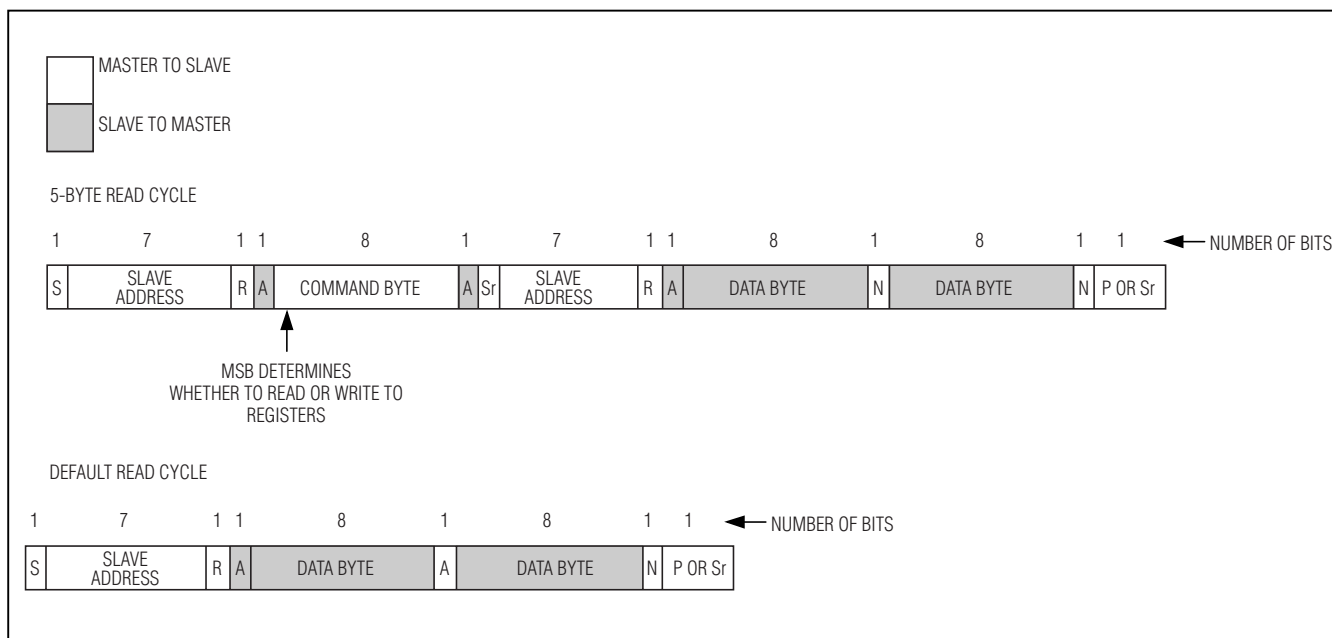 MASTER TO SLAVE
SLAVE TO MASTER
5-BYTE READ CYCLE
1 7 1 1 8 1 7 1 1 8 1 8 1 1 NUMBER OF BITS
S SLAVE ADDRESS R A COMMAND BYTE A Sr SLAVE ADDRESS R A DATA BYTE N DATA BYTE N P OR Sr
MSB DETERMINES
WHETHER TO READ OR WRITE TO
REGISTERS
DEFAULT READ CYCLE
1 7 1 1 8 1 8 1 1 NUMBER OF BITS
S SLAVE ADDRESS R A DATA BYTE A DATA BYTE N P OR Sr